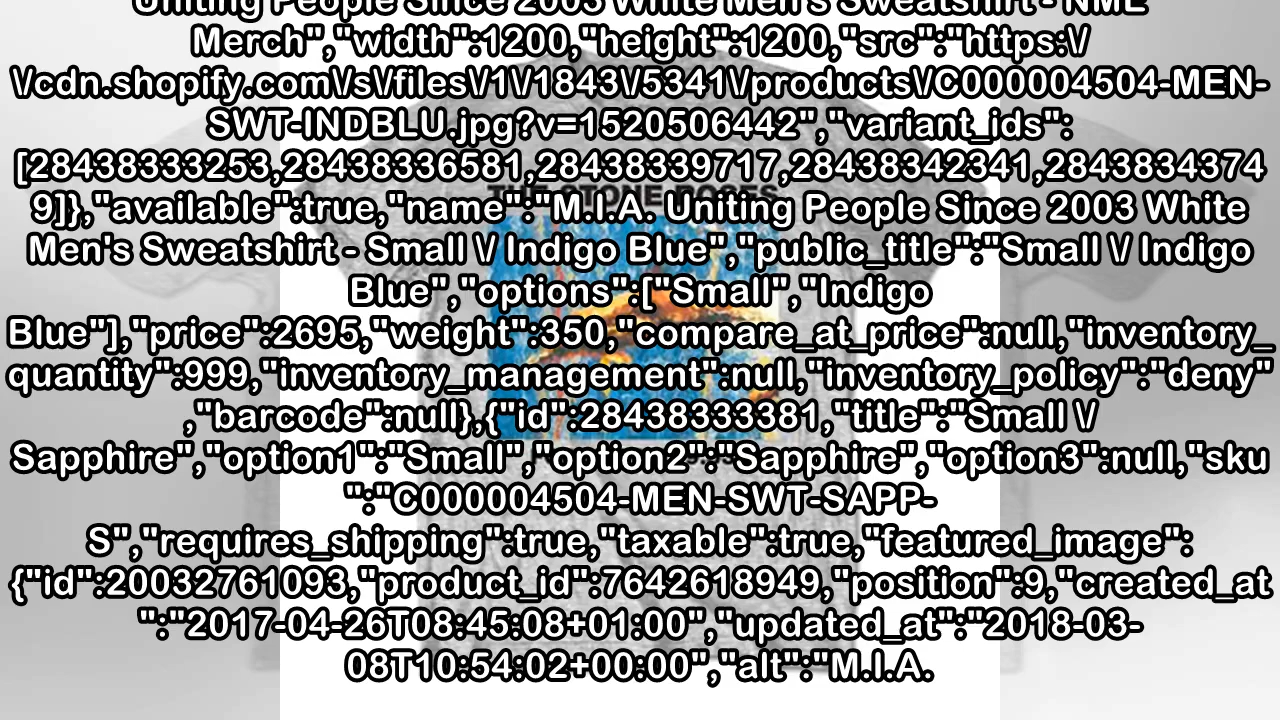 Uniting People Since 2003 White Men's Sweatshirt - NME
Merch","width":1200,"height":1200,"src":"https:\/
\/cdn.shopify.com\/s\/files\/1\/1843\/5341\/products\/C000004504-MEN-
SWT-INDBLU.jpg?v=1520506442","variant_ids":
[28438333253,28438336581,28438339717,28438342341,2843834374
9]},"available":true,"name":"M.I.A. Uniting People Since 2003 White
Men's Sweatshirt - Small \/ Indigo Blue","public_title":"Small \/ Indigo
Blue","options":["Small","Indigo
Blue"],"price":2695,"weight":350,"compare_at_price":null,"inventory_
quantity":999,"inventory_management":null,"inventory_policy":"deny"
,"barcode":null},{"id":28438333381,"title":"Small \/
Sapphire","option1":"Small","option2":"Sapphire","option3":null,"sku
":"C000004504-MEN-SWT-SAPP-
S","requires_shipping":true,"taxable":true,"featured_image":
{"id":20032761093,"product_id":7642618949,"position":9,"created_at
":"2017-04-26T08:45:08+01:00","updated_at":"2018-03-
08T10:54:02+00:00","alt":"M.I.A.
THE STONE ROSES